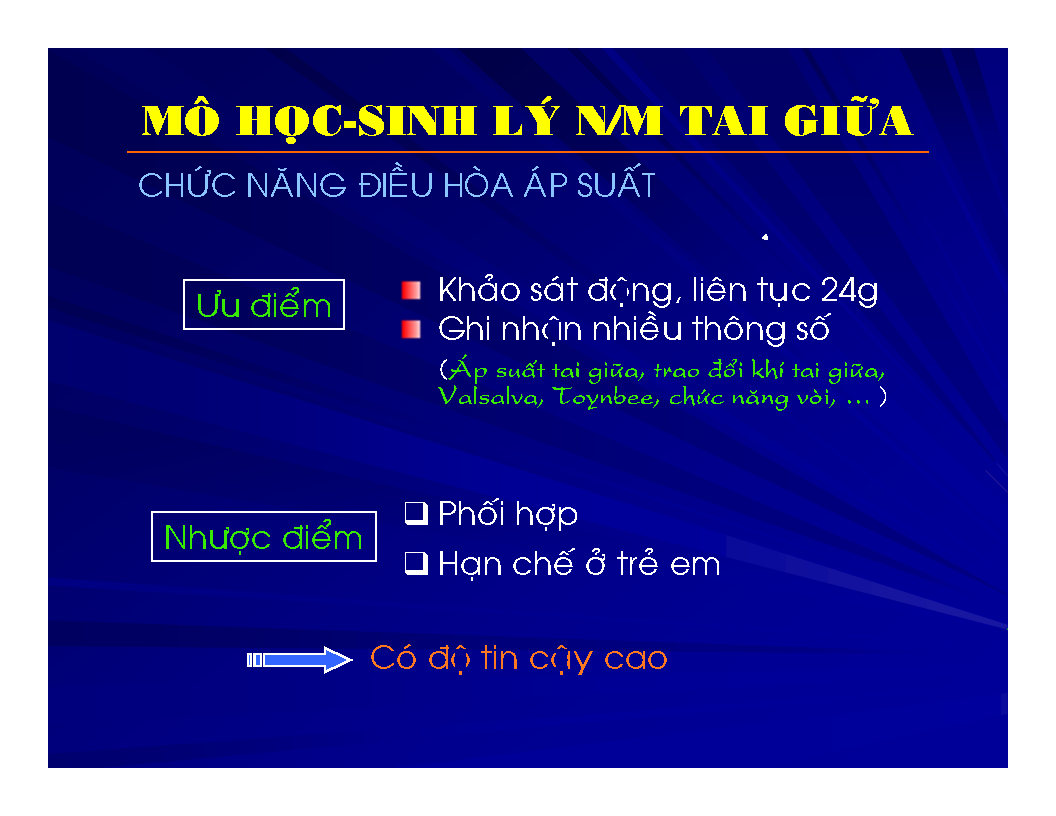 MÔ HỌC-SINH LÝ N/M TAI GIỮA
CHỨC NĂNG ĐIỀU HÒA ÁP SUẤT
Ưu điểm
Khảo sát động, liên tục 24g
Ghi nhận nhiều thông số
(Áp suất tai giữa, trao đổi khí tai giữa,
Valsalva, Toynbee, chức năng vòi, … )
Nhược điểm
Phối hợp
Hạn chế ở trẻ em
Có độ tin cậy cao